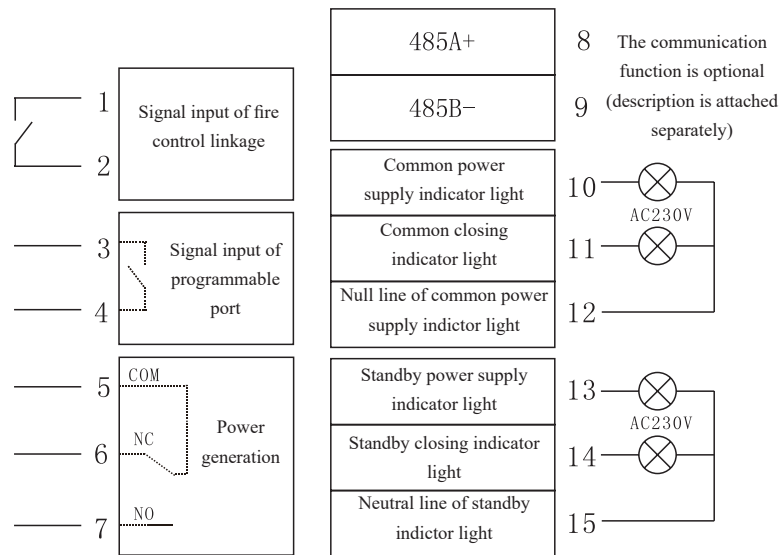 1
2
Signal input of fire
control linkage
3
4
Signal input of
programmable
port
5
COM
6
NC
7
NO
Power
generation
485A+
8
485B-
9
The communication
function is optional
(description is attached
separately)
Common power
supply indicator light
10
AC230V
Common closing
indicator light
11
Null line of common power
supply indictor light
12
Standby power supply
indicator light
13
AC230V
Standby closing indicator
light
14
Neutral line of standby
indictor light
15